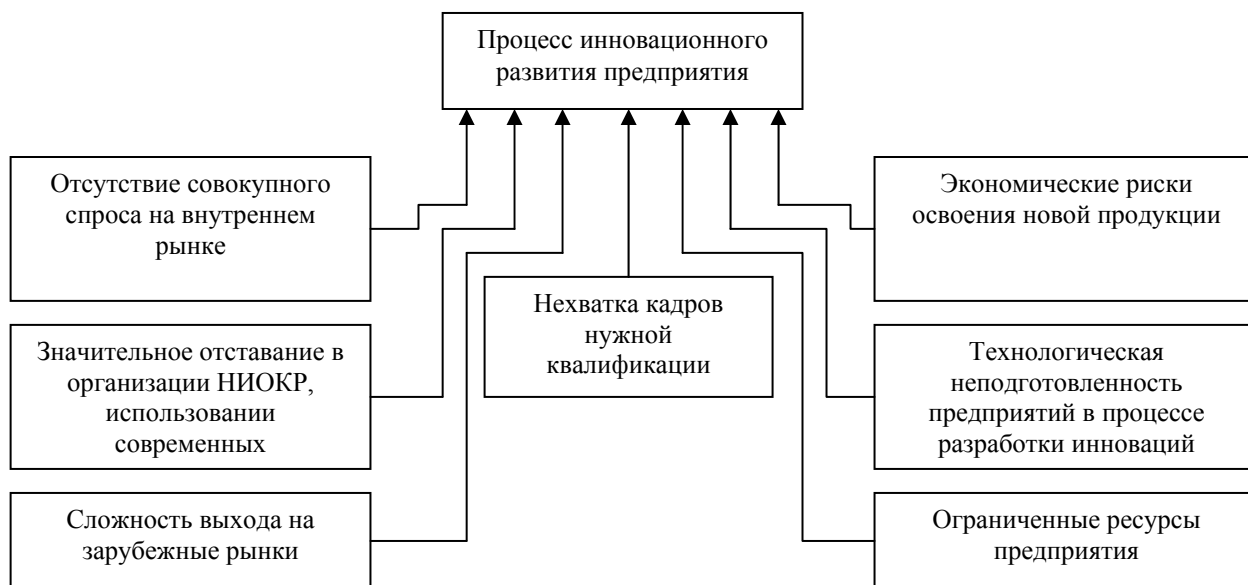 Процесс инновационного
развития предприятия
Отсутствие совокупного
спроса на внутреннем
рынке
Экономические риски
освоения новой продукции
Нехватка кадров
нужной
квалификации
Значительное отставание в
организации НИОКР,
использовании
современных
Технологическая
неподготовленность
предприятий в процессе
разработки инноваций
Сложность выхода на
зарубежные рынки
Ограниченные ресурсы
предприятия